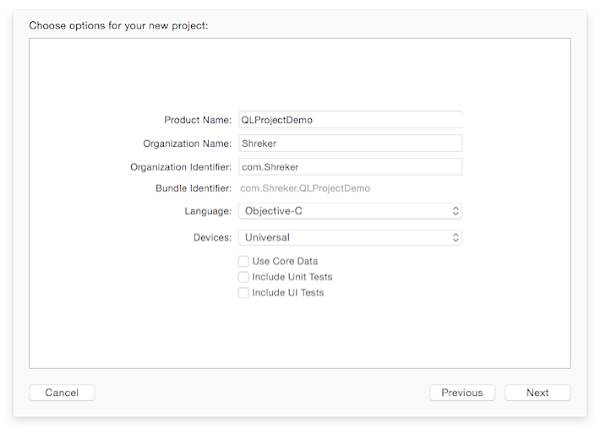 Choose options for your new project:
Product Name: QLProjectDemo
Organization Name: Shreker
Organization Identifier: com.Shreker
Bundle Identifier: com.Shreker.QLProjectDemo
Language: Objective-C
Devices: Universal
Use Core Data
Include Unit Tests
Include UI Tests
Cancel Previous Next